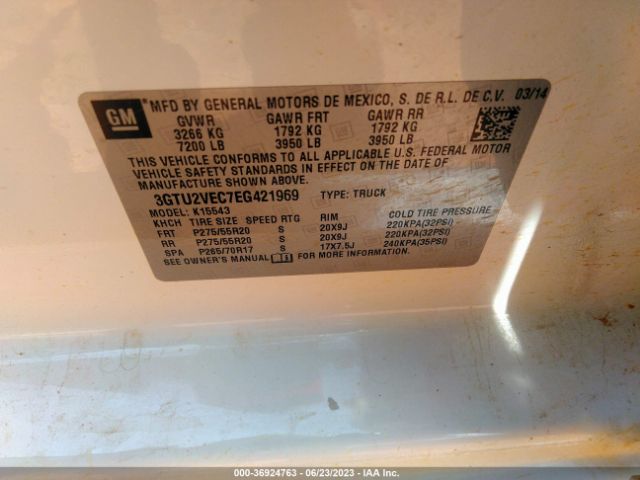 GM
MFD BY GENERAL MOTORS DE MEXICO, S. DE R.L. DE C.V. 03/14
GVWR GAWR FRT GAWR RR
3266 KG 1792 KG 1792 KG
7200 LB 3950 LB 3950 LB
THIS VEHICLE CONFORMS TO ALL APPLICABLE U.S. FEDERAL MOTOR
VEHICLE SAFETY STANDARDS IN EFFECT ON THE DATE OF
MANUFACTURE SHOWN ABOVE.
3GTU2VEC7EG421969 TYPE: TRUCK
MODEL: K15543
KHCH TIRE SIZE SPEED RTG RIM COLD TIRE PRESSURE
FRT P275/55R20 S 20X9J 220KPA(32PSI)
RR P275/55R20 S 20X9J 220KPA(32PSI)
SPA P265/70R17 S 17X7.5J 240KPA(35PSI)
SEE OWNER'S MANUAL FOR MORE INFORMATION.
000-36924763 / 06/23/2023 / IAA Inc.